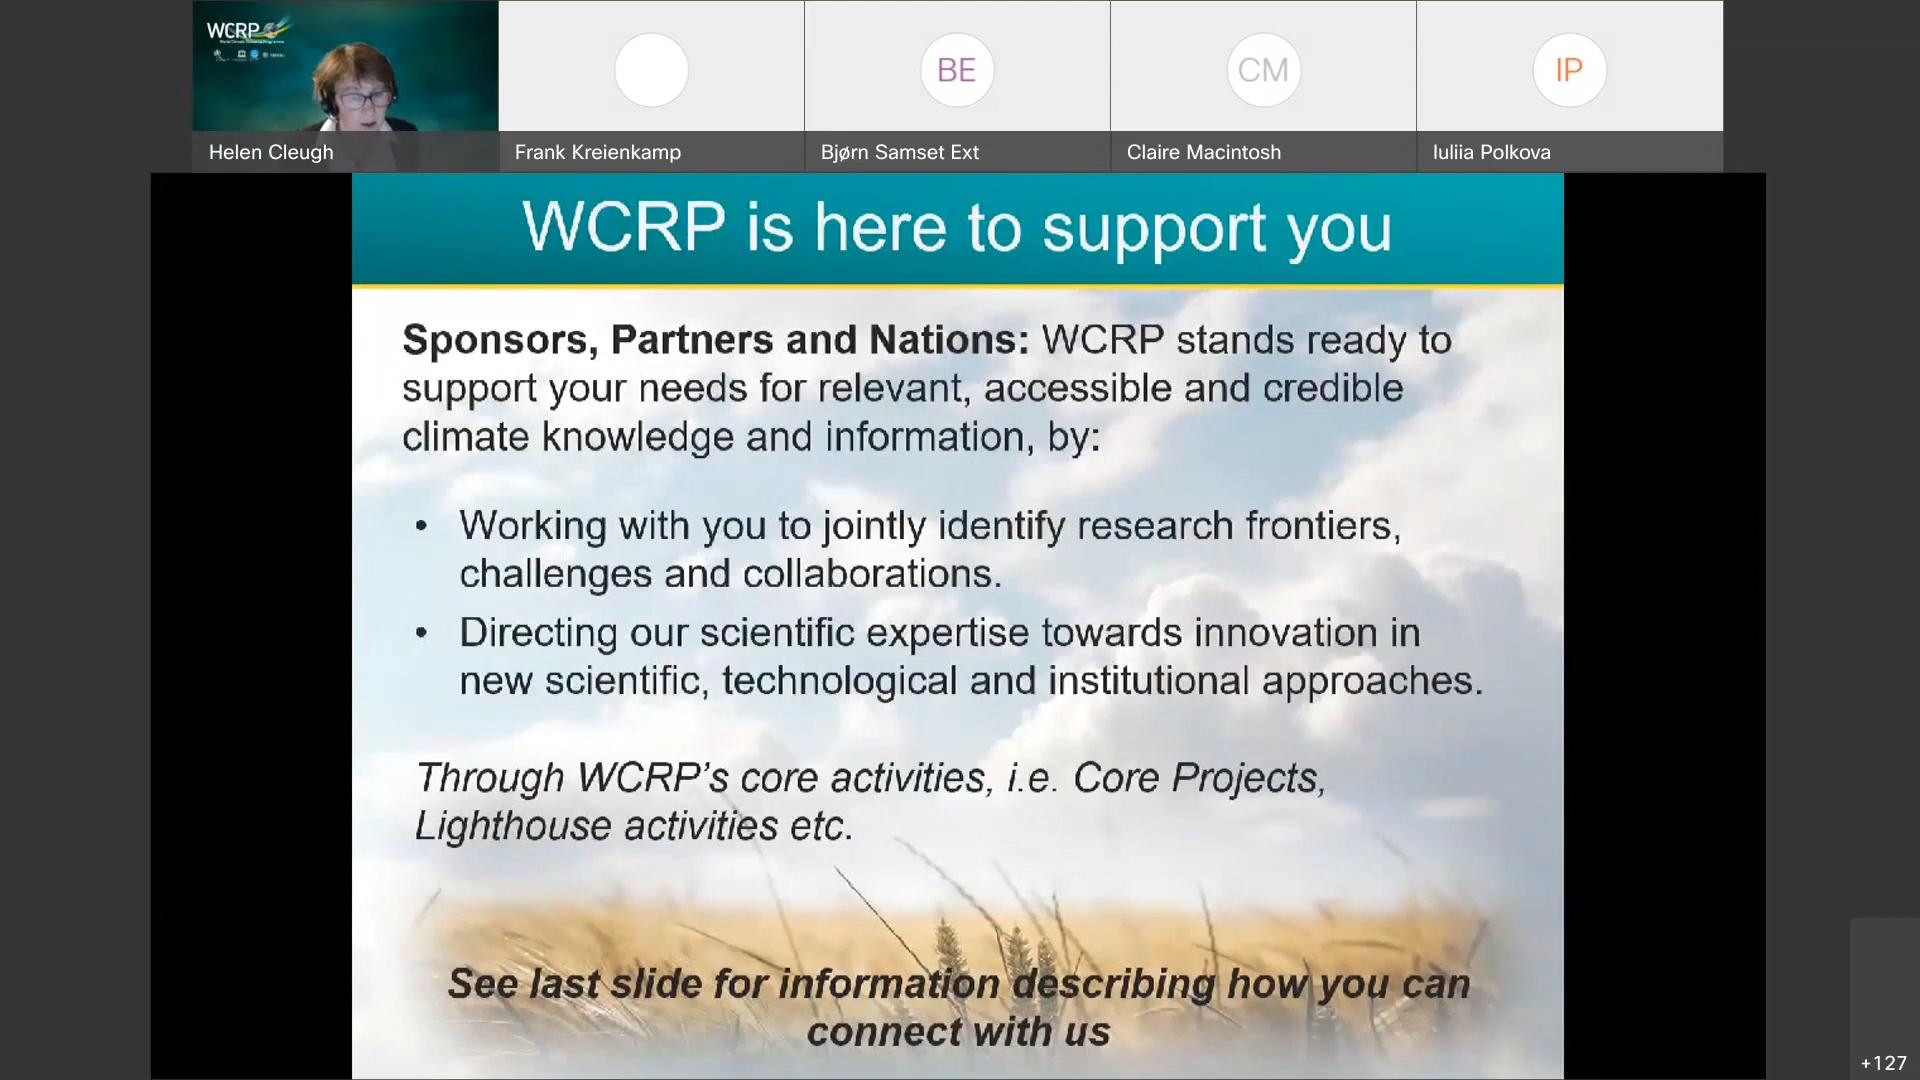 WCRP
BE
CM
IP
Helen Cleugh
Frank Kreienkamp
Bjørn Samset Ext
Claire Macintosh
Iuliia Polkova
WCRP is here to support you
Sponsors, Partners and Nations: WCRP stands ready to
support your needs for relevant, accessible and credible
climate knowledge and information, by:
• Working with you to jointly identify research frontiers,
challenges and collaborations.
• Directing our scientific expertise towards innovation in
new scientific, technological and institutional approaches.
Through WCRP’s core activities, i.e. Core Projects,
Lighthouse activities etc.
See last slide for information describing how you can
connect with us
+127